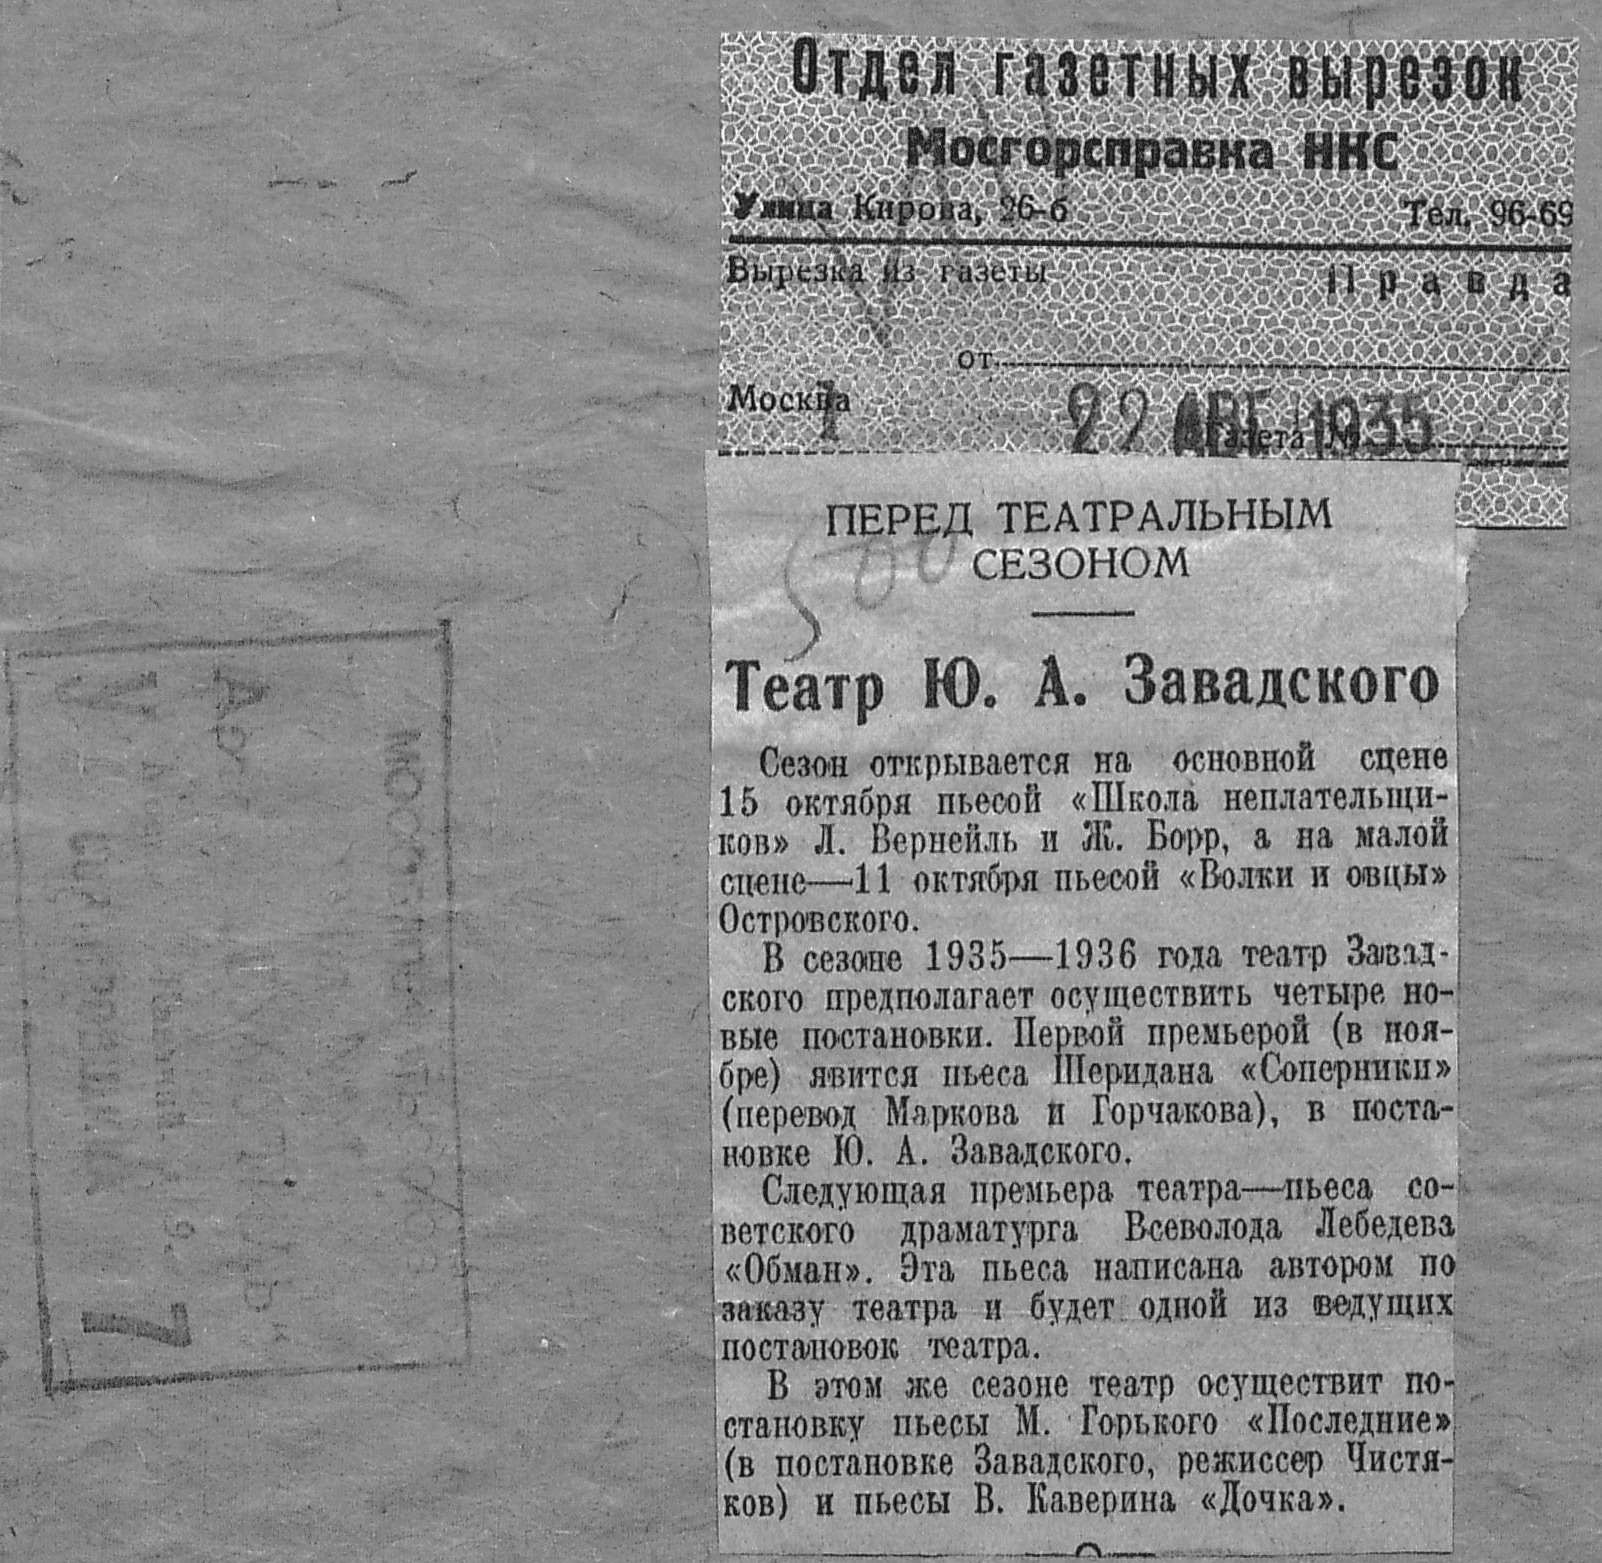 Отдел газетных вырезок
Мосгорсправка НКС
Улица Кирова, 26-б Тел. 96-69
Вырезка из газеты Правда
от
Москва 22 АВГ 1935
Газета №
ПЕРЕД ТЕАТРАЛЬНЫМ
СЕЗОНОМ
500
Театр Ю. А. Завадского
Сезон открывается на основной сцене
15 октября пьесой «Школа неплательщи-
ков» Л. Вернейль и Ж. Борр, а на малой
сцене—11 октября пьесой «Волки и овцы»
Островского.
В сезоне 1935—1936 года театр Завад-
ского предполагает осуществить четыре но-
вые постановки. Первой премьерой (в ноя-
бре) явится пьеса Шеридана «Соперники»
(перевод Маркова и Горчакова), в поста-
новке Ю. А. Завадского.
Следующая премьера театра—пьеса со-
ветского драматурга Всеволода Лебедева
«Обман». Эта пьеса написана автором по
заказу театра и будет одной из ведущих
постановок театра.
В этом же сезоне театр осуществит по-
становку пьесы М. Горького «Последние»
(в постановке Завадского, режиссер Чистя-
ков) и пьесы В. Каверина «Дочка».